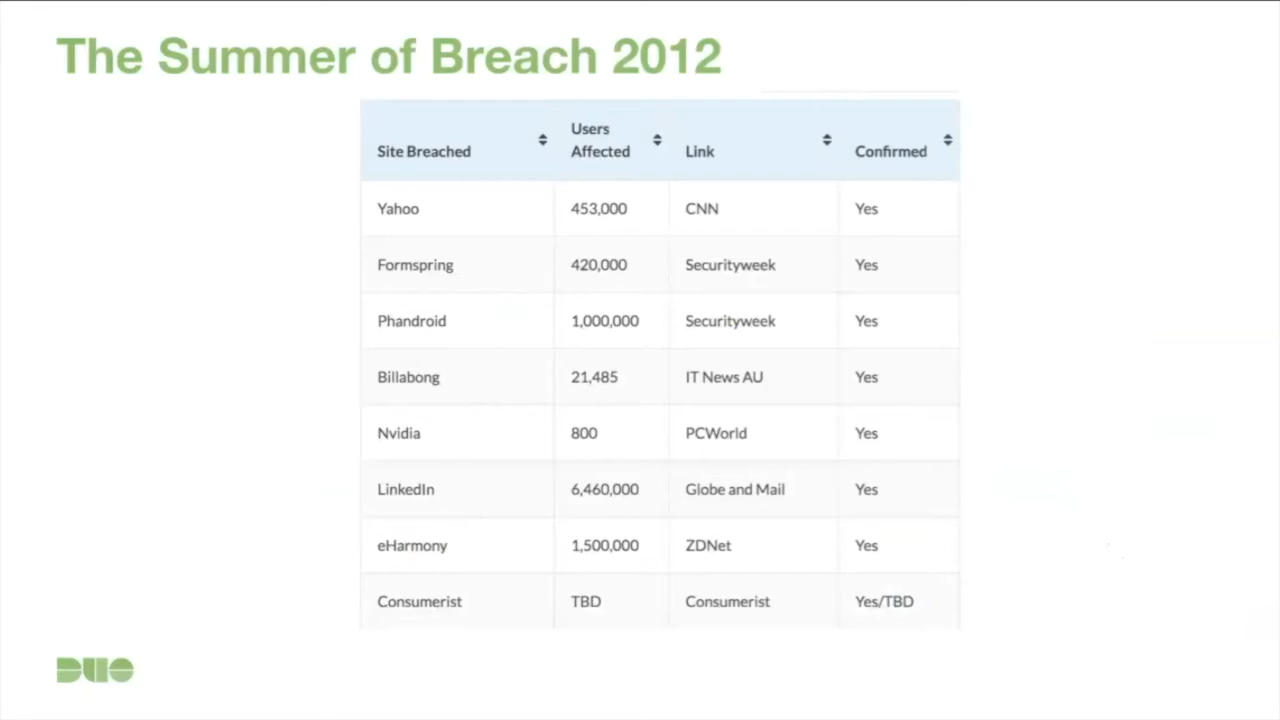 The Summer of Breach 2012
Site Breached Users Affected Link Confirmed
Yahoo 453,000 CNN Yes
Formspring 420,000 Securityweek Yes
Phandroid 1,000,000 Securityweek Yes
Billabong 21,485 IT News AU Yes
Nvidia 800 PCWorld Yes
LinkedIn 6,460,000 Globe and Mail Yes
eHarmony 1,500,000 ZDNet Yes
Consumerist TBD Consumerist Yes/TBD
DUO